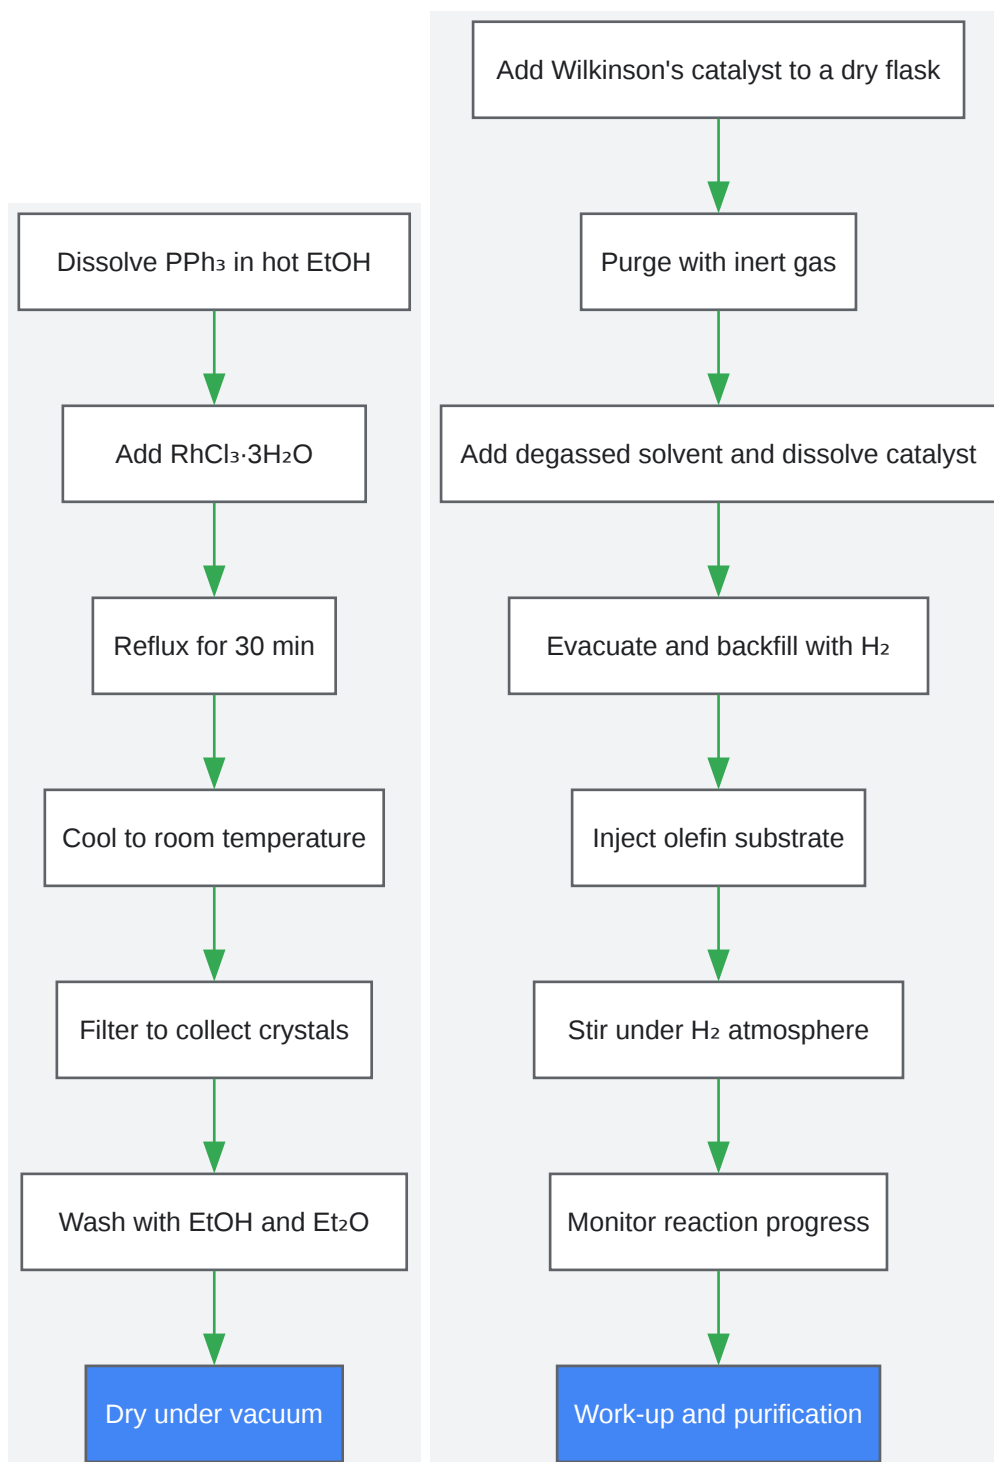 Dissolve PPh₃ in hot EtOH
Add RhCl₃·3H₂O
Reflux for 30 min
Cool to room temperature
Filter to collect crystals
Wash with EtOH and Et₂O
Dry under vacuum
Add Wilkinson's catalyst to a dry flask
Purge with inert gas
Add degassed solvent and dissolve catalyst
Evacuate and backfill with H₂
Inject olefin substrate
Stir under H₂ atmosphere
Monitor reaction progress
Work-up and purification